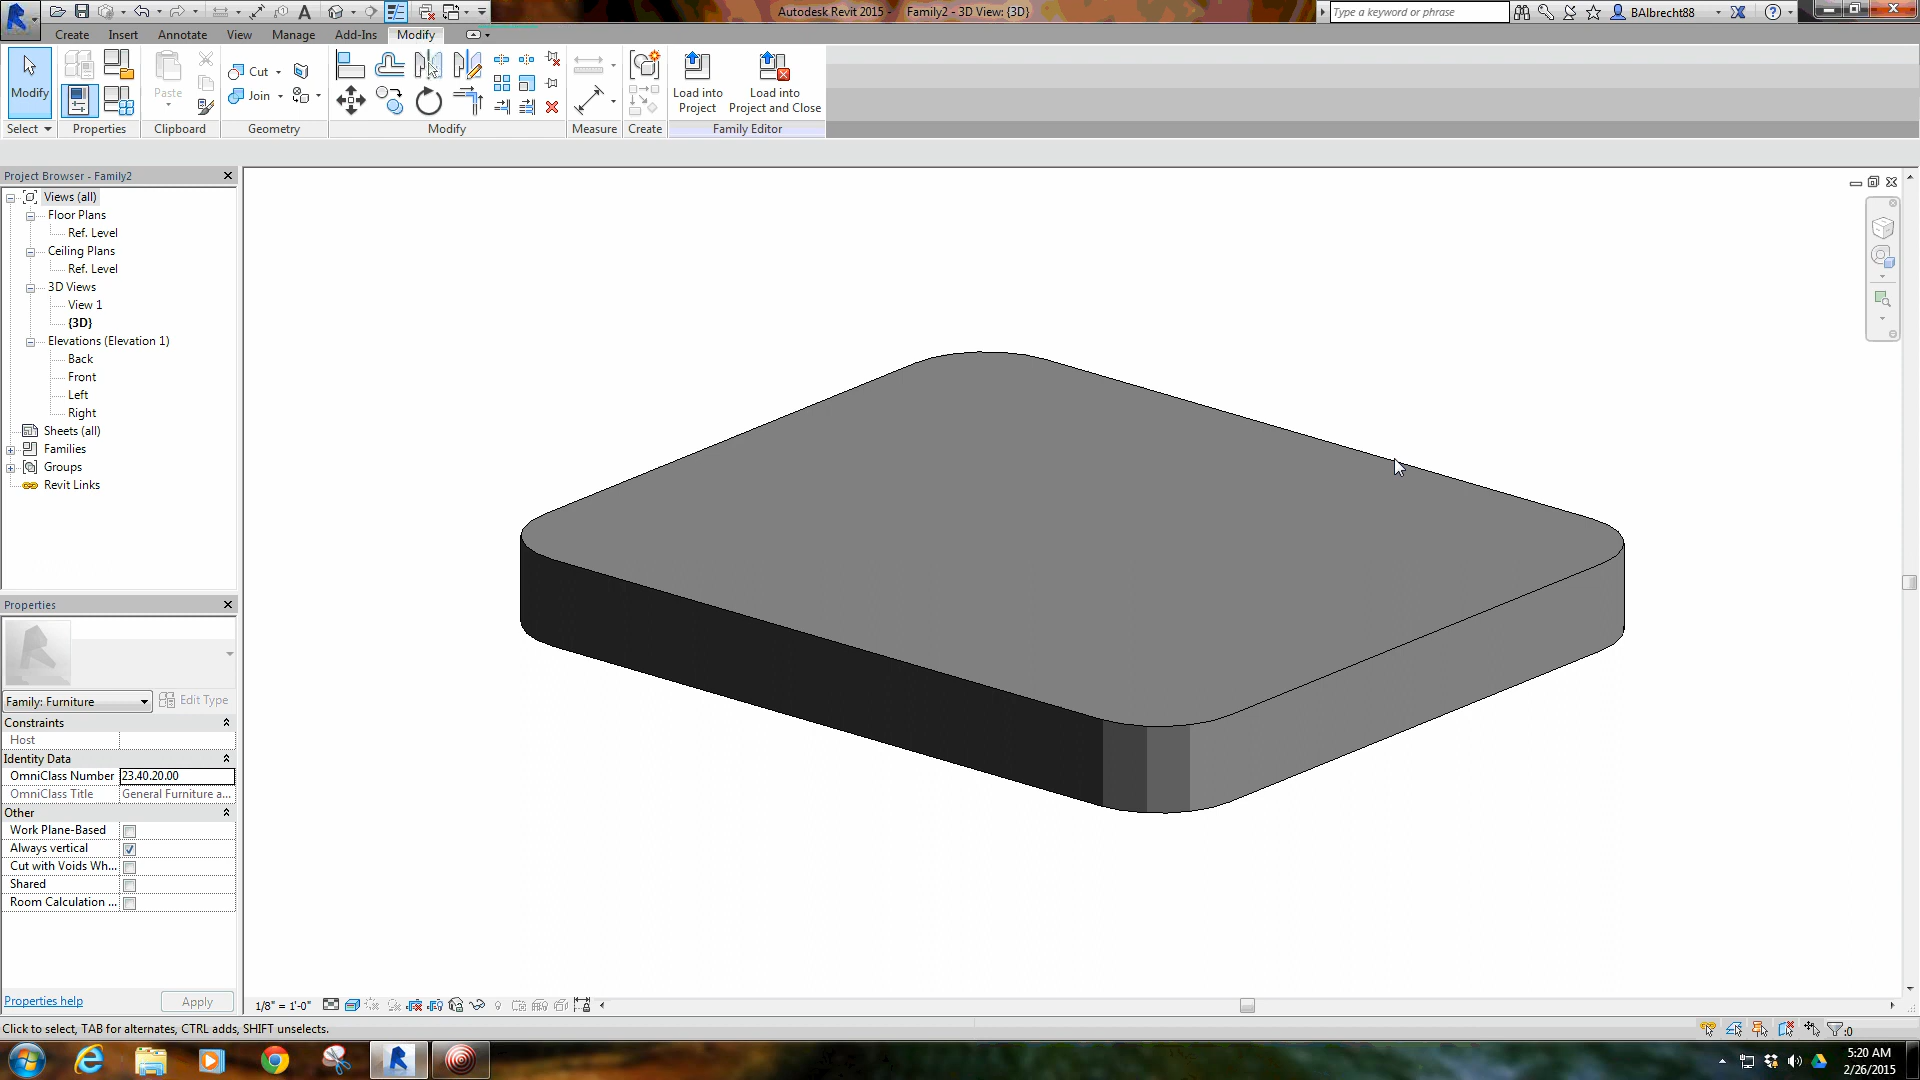 Autodesk Revit 2015 - Family2 - 3D View: {3D}
Type a keyword or phrase
BAlbrecht88
Create Insert Annotate View Manage Add-Ins Modify
Modify
Paste
Cut
Join
Load into
Project
Load into
Project and Close
Select Properties Clipboard Geometry Modify Measure Create Family Editor
Project Browser - Family2
Views (all)
Floor Plans
Ref. Level
Ceiling Plans
Ref. Level
3D Views
View 1
{3D}
Elevations (Elevation 1)
Back
Front
Left
Right
Sheets (all)
Families
Groups
Revit Links
Properties
Family: Furniture
Edit Type
Constraints
Host
Identity Data
OmniClass Number 23.40.20.00
OmniClass Title General Furniture a...
Other
Work Plane-Based
Always vertical
Cut with Voids Wh...
Shared
Room Calculation ...
Properties help
Apply
1/8" = 1'-0"
Click to select, TAB for alternates, CTRL adds, SHIFT unselects.
:0
5:20 AM
2/26/2015